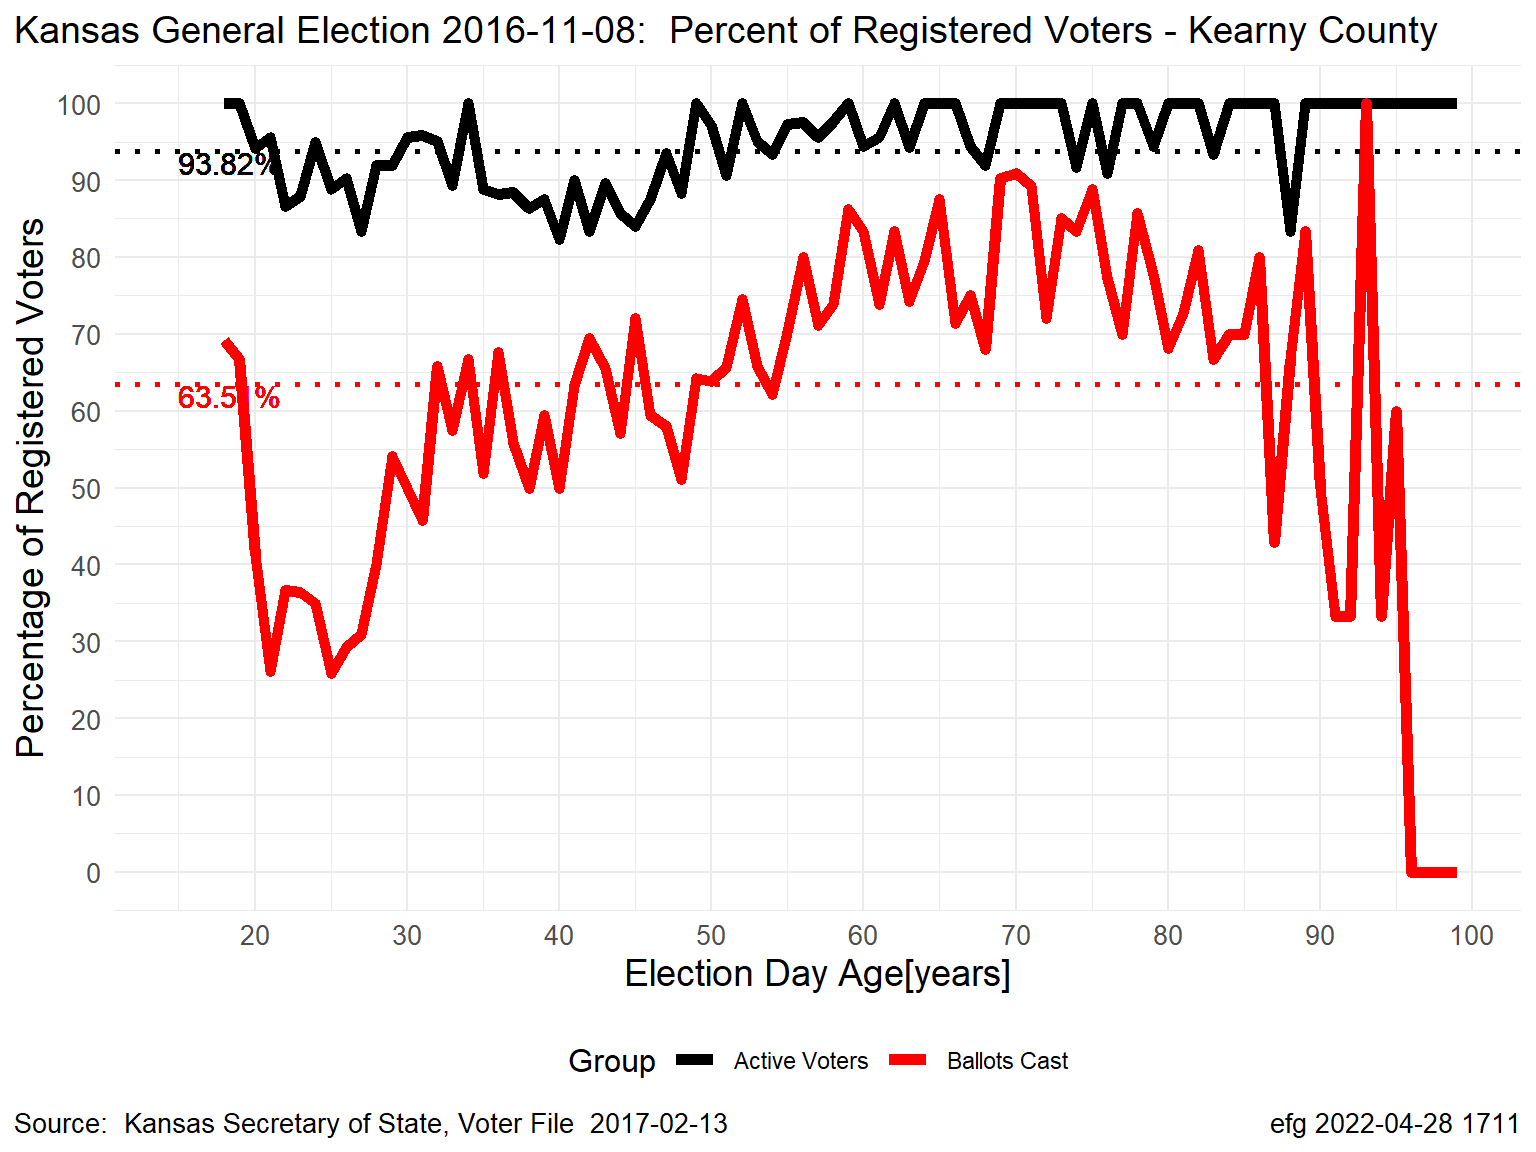 Kansas General Election 2016-11-08:  Percent of Registered Voters - Kearny County
Percentage of Registered Voters
100
90
80
70
60
50
40
30
20
10
0
93.82%
20 30 40 50 60 70 80 90 100
Election Day Age[years]
Group Active Voters Ballots Cast
Source:  Kansas Secretary of State, Voter File  2017-02-13
efg 2022-04-28 1711